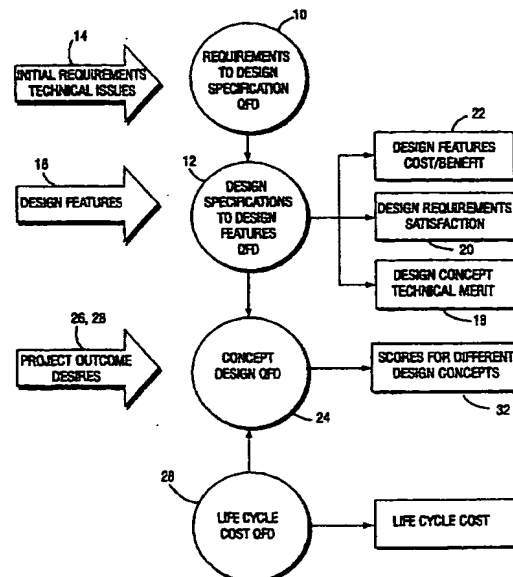 14
INITIAL REQUIREMENTS
TECHNICAL ISSUES
10
REQUIREMENTS
TO DESIGN
SPECIFICATION
QFD
16
DESIGN FEATURES
12
DESIGN
SPECIFICATIONS
TO DESIGN
FEATURES
QFD
22
DESIGN FEATURES
COST/BENEFIT
DESIGN REQUIREMENTS
SATISFACTION
20
DESIGN CONCEPT
TECHNICAL MERIT
18
26, 28
PROJECT OUTCOME
DESIRES
CONCEPT
DESIGN QFD
24
SCORES FOR DIFFERENT
DESIGN CONCEPTS
32
28
LIFE CYCLE
COST QFD
LIFE CYCLE COST